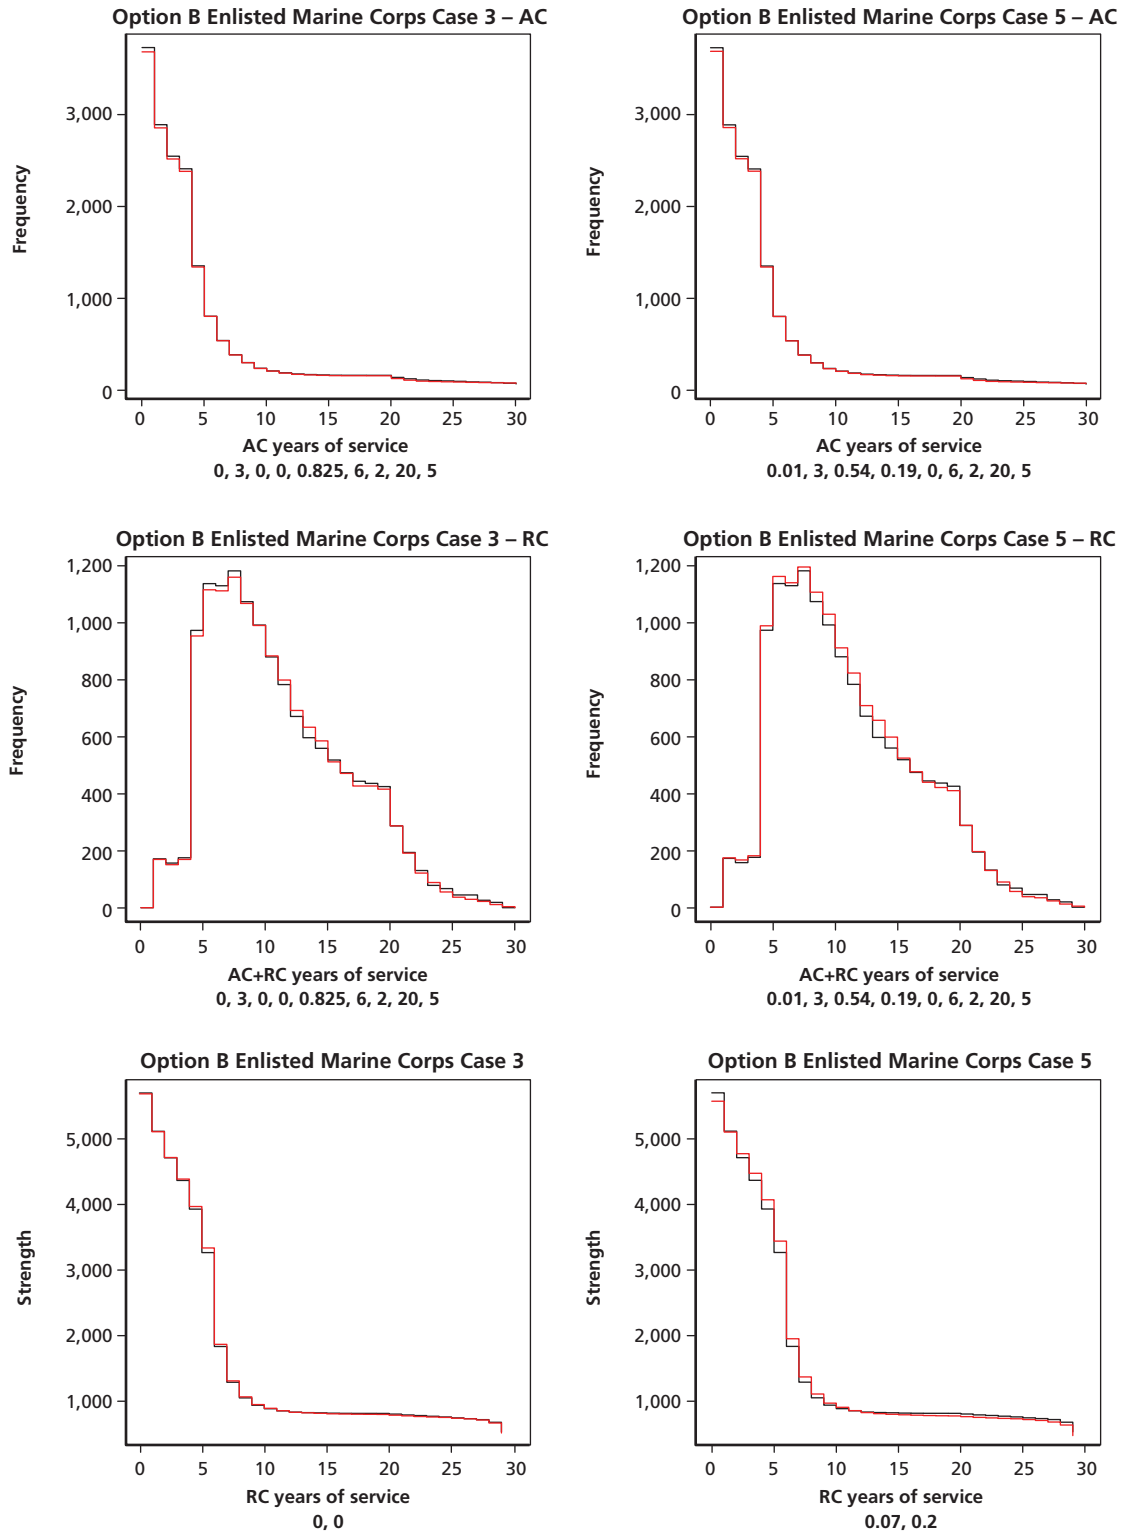 Option B Enlisted Marine Corps Case 3 – AC
Frequency
3,000
2,000
1,000
0
0 5 10 15 20 25 30
AC years of service
0, 3, 0, 0, 0.825, 6, 2, 20, 5
Option B Enlisted Marine Corps Case 5 – AC
Frequency
3,000
2,000
1,000
0
0 5 10 15 20 25 30
AC years of service
0.01, 3, 0.54, 0.19, 0, 6, 2, 20, 5
Option B Enlisted Marine Corps Case 3 – RC
Frequency
1,200
1,000
800
600
400
200
0
0 5 10 15 20 25 30
AC+RC years of service
0, 3, 0, 0, 0.825, 6, 2, 20, 5
Option B Enlisted Marine Corps Case 5 – RC
Frequency
1,200
1,000
800
600
400
200
0
0 5 10 15 20 25 30
AC+RC years of service
0.01, 3, 0.54, 0.19, 0, 6, 2, 20, 5
Option B Enlisted Marine Corps Case 3
Strength
5,000
4,000
3,000
2,000
1,000
0 5 10 15 20 25 30
RC years of service
0, 0
Option B Enlisted Marine Corps Case 5
Strength
5,000
4,000
3,000
2,000
1,000
0 5 10 15 20 25 30
RC years of service
0.07, 0.2